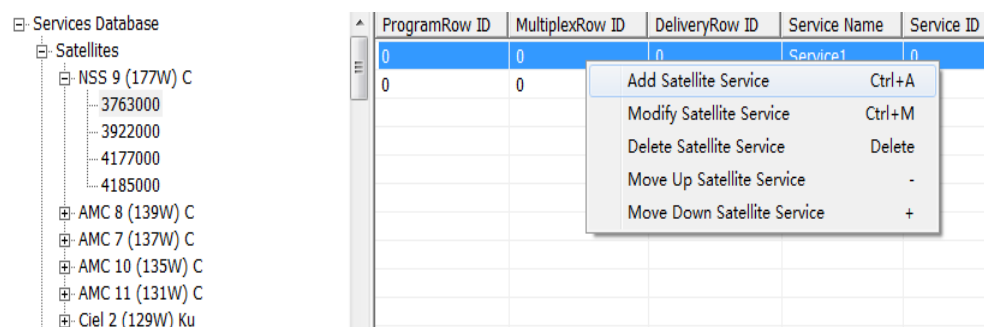 Services Database
Satellites
NSS 9 (177W) C
3763000
3922000
4177000
4185000
AMC 8 (139W) C
AMC 7 (137W) C
AMC 10 (135W) C
AMC 11 (131W) C
Ciel 2 (129W) Ku
ProgramRow ID MultiplexRow ID DeliveryRow ID Service Name Service ID
0 0 0 Service1 0
0 0
Add Satellite Service Ctrl+A
Modify Satellite Service Ctrl+M
Delete Satellite Service Delete
Move Up Satellite Service -
Move Down Satellite Service +